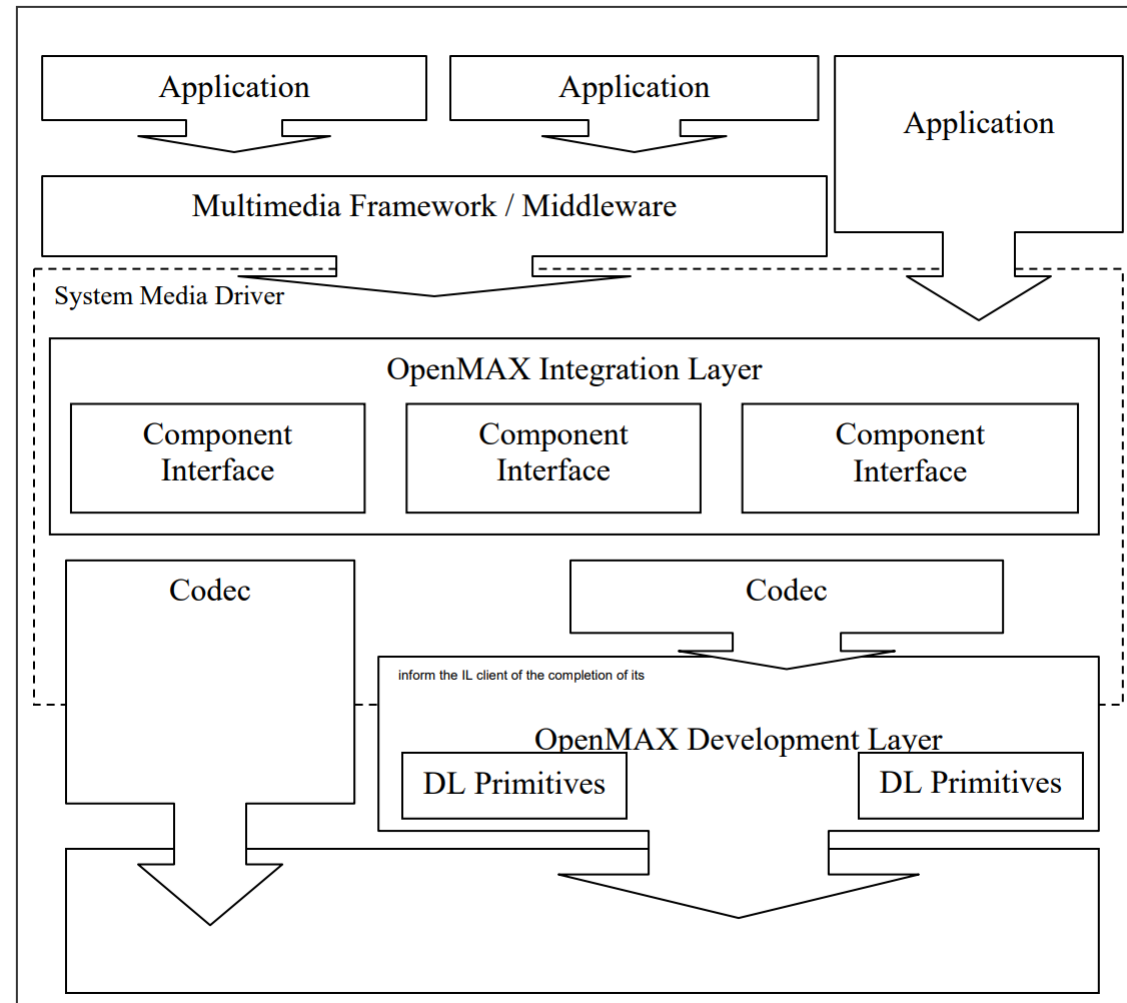 Application
Application
Application
Multimedia Framework / Middleware
System Media Driver
OpenMAX Integration Layer
Component
Interface
Component
Interface
Component
Interface
Codec
Codec
inform the IL client of the completion of its
OpenMAX Development Layer
DL Primitives
DL Primitives